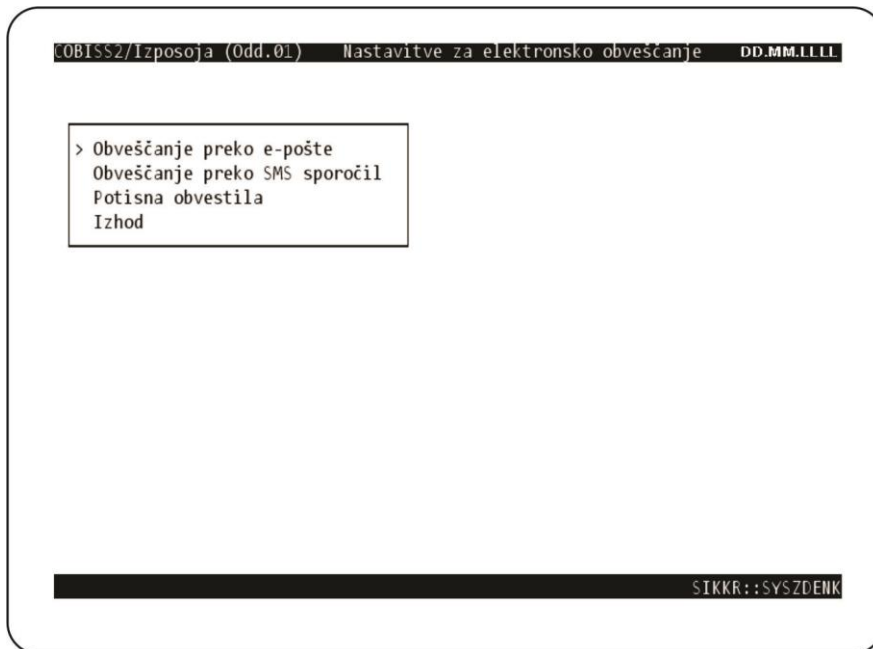 COBISS2/Izposoja (Odd.01) Nastavitve za elektronsko obveščanje DD.MM.LLLL
> Obveščanje preko e-pošte
Obveščanje preko SMS sporočil
Potisna obvestila
Izhod
SIKKR::SYSZDENK